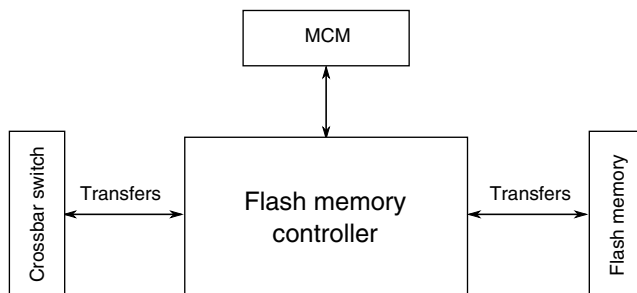 MCM
Crossbar switch
Transfers
Flash memory
controller
Transfers
Flash memory